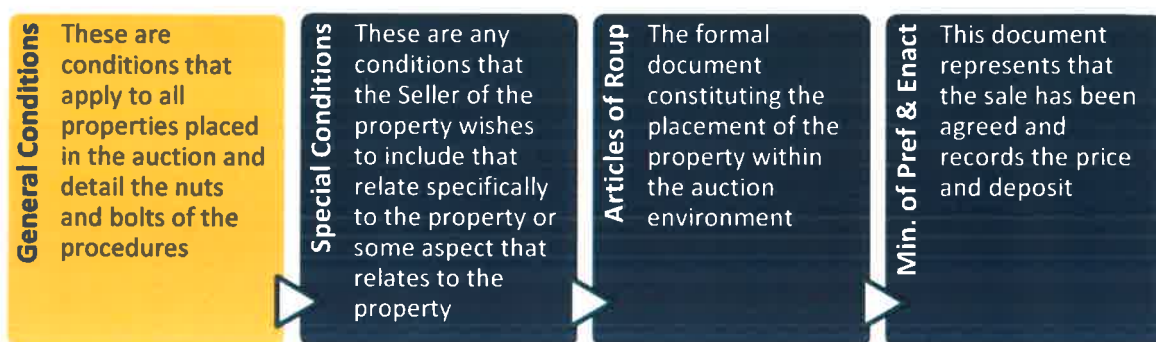 General Conditions
These are
conditions that
apply to all
properties placed
in the auction and
detail the nuts
and bolts of the
procedures
Special Conditions
These are any
conditions that
the Seller of the
property wishes
to include that
relate specifically
to the property or
some aspect that
relates to the
property
Articles of Roup
The formal
document
constituting the
placement of the
property within
the auction
environment
Min. of Pref & Enact
This document
represents that
the sale has been
agreed and
records the price
and deposit